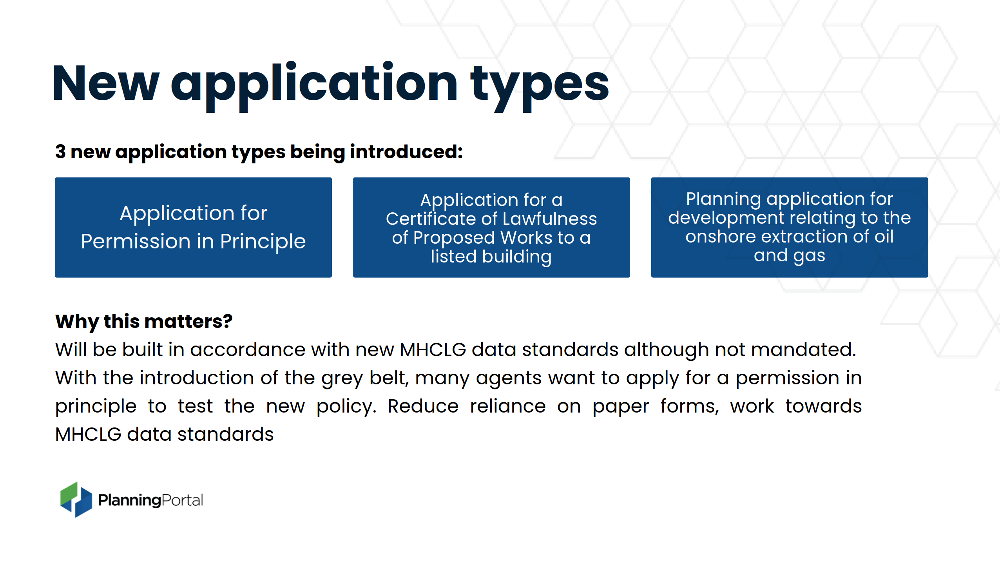 New application types
3 new application types being introduced:
Application for
Permission in Principle
Application for a
Certificate of Lawfulness
of Proposed Works to a
listed building
Planning application for
development relating to the
onshore extraction of oil
and gas
Why this matters?
Will be built in accordance with new MHCLG data standards although not mandated.
With the introduction of the grey belt, many agents want to apply for a permission in
principle to test the new policy. Reduce reliance on paper forms, work towards
MHCLG data standards
PlanningPortal